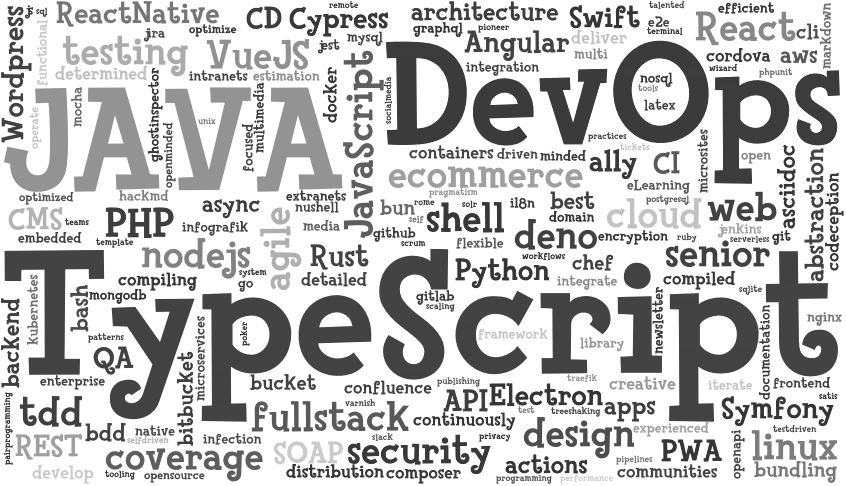 ReactNative
CD Cypress
remote
architecture
graphql
pioneer
Swift
talented
e2e
terminal
efficient
Wordpress
js
sql
functional
jra
optimize
jest
mysql
Angular
deliver
multi
React
cli
markdown
testing
VueJS
integration
cordova
aws
determined
intranets
estimation
wizard
phpunit
JAVA
mocha
ghostinspector
openminded
unix
focused
multimedia
docker
JavaScript
socialmedia
DevOps
nosql
tools
latex
operate
practices
tickets
containers
driven
minded
ally
CI
microsites
open
optimized
hackmd
extranets
ecommerce
pragmatism
eLearning
postgresql
asciidoc
abstraction
codeception
CMS
teams
PHP
async
nushell
bun
rome
self
solr
i18n
best
domain
cloud
web
jenkins
embedded
template
infografik
agile
media
github
scrum
shell
flexible
deno
encryption
ruby
serverless
git
nodejs
system
go
Rust
workflows
chef
senior
compiling
detailed
Python
integrate
compiled
kubernetes
bash
mongodb
gitlab
scaling
sqlite
TypeScript
backend
patterns
QA
microservices
poker
framework
library
newsletter
documentation
nginx
enterprise
bitbucket
bucket
confluence
publishing
traefik
creative
iterate
frontend
satis
pairprogramming
tdd
fullstack
varnish
API
Electron
treeshaking
apps
Symfony
bdd
native
selfdriven
infection
slack
continuously
test
privacy
design
experienced
testdriven
REST
coverage
SOAP
security
PWA
openapi
linux
develop
tooling
opensource
distribution
composer
actions
programming
pipelines
performance
communities
bundling